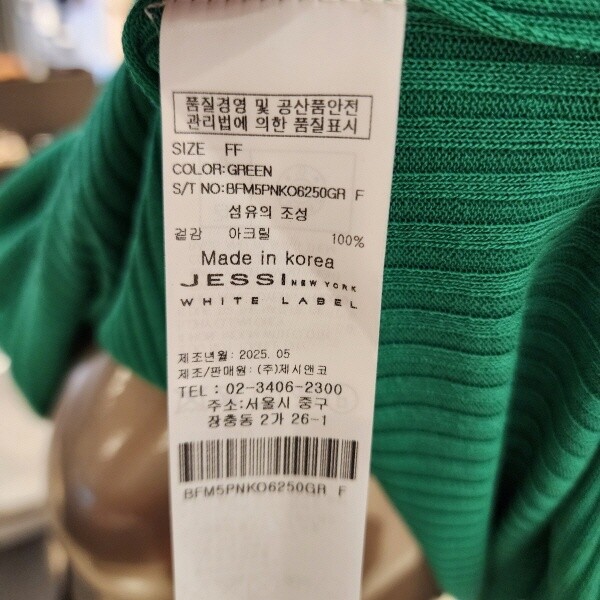 품질경영 및 공산품안전
관리법에 의한 품질표시
SIZE FF
COLOR:GREEN
S/T NO:BFM5PNKO6250GR F
섬유의 조성
겉감 아크릴 100%
Made in korea
JESSI NEW YORK
WHITE LABEL
제조년월: 2025. 05
제조/판매원: (주)제시앤코
TEL : 02-3406-2300
주소:서울시 중구
장충동 2가 26-1
BFM5PNKO6250GR F